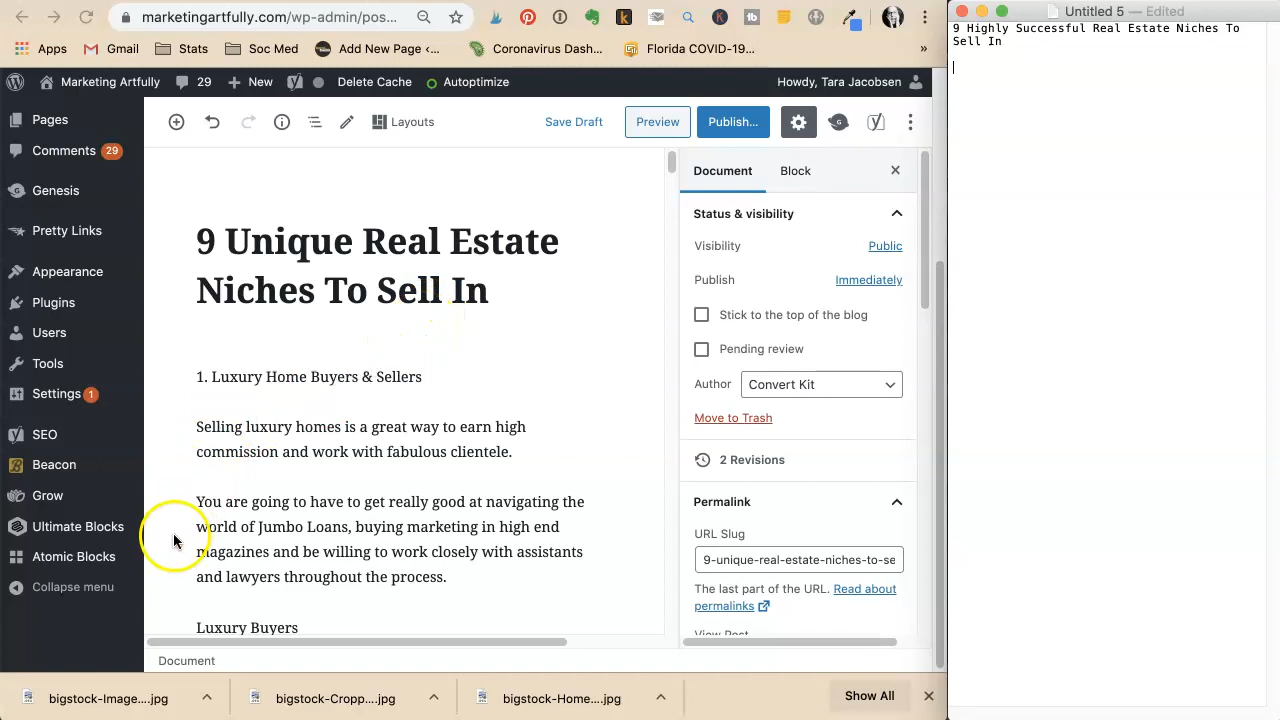 marketingartfully.com/wp-admin/pos...
Untitled 5 — Edited
Apps
Gmail
Stats
Soc Med
Add New Page ‹...
Coronavirus Dash...
Florida COVID-19...
»
9 Highly Successful Real Estate Niches To
Sell In
Marketing Artfully
29
New
Delete Cache
Autoptimize
Howdy, Tara Jacobsen
Pages
Comments 29
Genesis
Pretty Links
Appearance
Plugins
Users
Tools
Settings 1
SEO
Beacon
Grow
Ultimate Blocks
Atomic Blocks
Collapse menu
Layouts
Save Draft
Preview
Publish...
9 Unique Real Estate
Niches To Sell In
1. Luxury Home Buyers & Sellers
Selling luxury homes is a great way to earn high
commission and work with fabulous clientele.
You are going to have to get really good at navigating the
world of Jumbo Loans, buying marketing in high end
magazines and be willing to work closely with assistants
and lawyers throughout the process.
Luxury Buyers
Document
Block
Status & visibility
Visibility
Public
Publish
Immediately
Stick to the top of the blog
Pending review
Author
Convert Kit
Move to Trash
2 Revisions
Permalink
URL Slug
9-unique-real-estate-niches-to-se
The last part of the URL. Read about
permalinks
View Post
Document
bigstock-Image....jpg
bigstock-Cropp....jpg
bigstock-Home....jpg
Show All